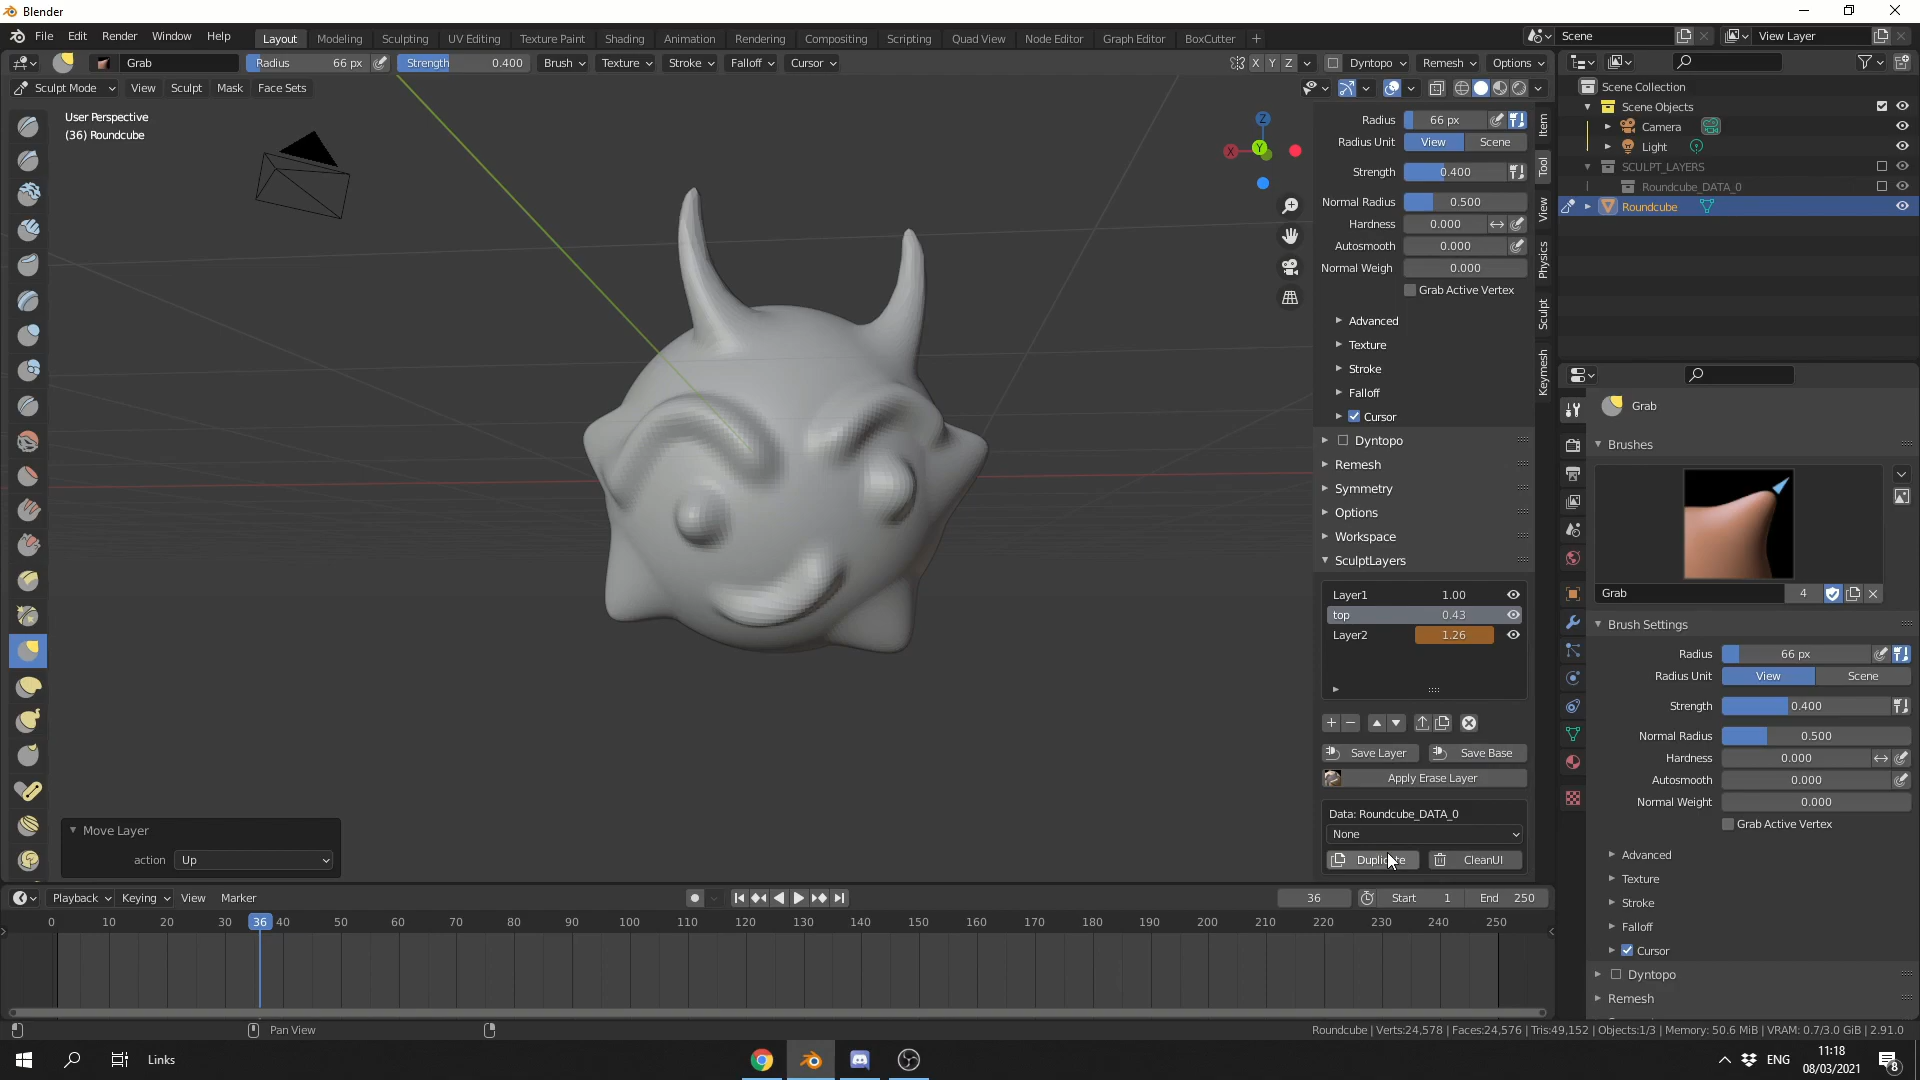 Blender
File Edit Render Window Help Layout Modeling Sculpting UV Editing Texture Paint Shading Animation Rendering Compositing Scripting Quad View Node Editor Graph Editor BoxCutter + Scene View Layer
Grab Radius 66 px Strength 0.400 Brush Texture Stroke Falloff Cursor X Y Z Dyntopo Remesh Options
Sculpt Mode View Sculpt Mask Face Sets
User Perspective
(36) Roundcube
Z
X Y
Radius 66 px
Radius Unit View Scene
Strength 0.400
Normal Radius 0.500
Hardness 0.000
Autosmooth 0.000
Normal Weigh 0.000
Grab Active Vertex
Advanced
Texture
Stroke
Falloff
Cursor
Dyntopo
Remesh
Symmetry
Options
Workspace
SculptLayers
Layer1 1.00
top 0.43
Layer2 1.26
Save Layer Save Base
Apply Erase Layer
Data: Roundcube_DATA_0
None
Duplicate CleanUI
Item
Tool
View
Physics
Sculpt
Keymesh
Scene Collection
Scene Objects
Camera
Light
SCULPT_LAYERS
Roundcube_DATA_0
Roundcube
Grab
Brushes
Grab 4
Brush Settings
Radius 66 px
Radius Unit View Scene
Strength 0.400
Normal Radius 0.500
Hardness 0.000
Autosmooth 0.000
Normal Weight 0.000
Grab Active Vertex
Advanced
Texture
Stroke
Falloff
Cursor
Dyntopo
Remesh
Move Layer
action Up
Playback Keying View Marker 36 Start 1 End 250
0 10 20 30 36 40 50 60 70 80 90 100 110 120 130 140 150 160 170 180 190 200 210 220 230 240 250
Pan View
Roundcube | Verts:24,578 | Faces:24,576 | Tris:49,152 | Objects:1/3 | Memory: 50.6 MiB | VRAM: 0.7/3.0 GiB | 2.91.0
Links
ENG
11:18
08/03/2021
8